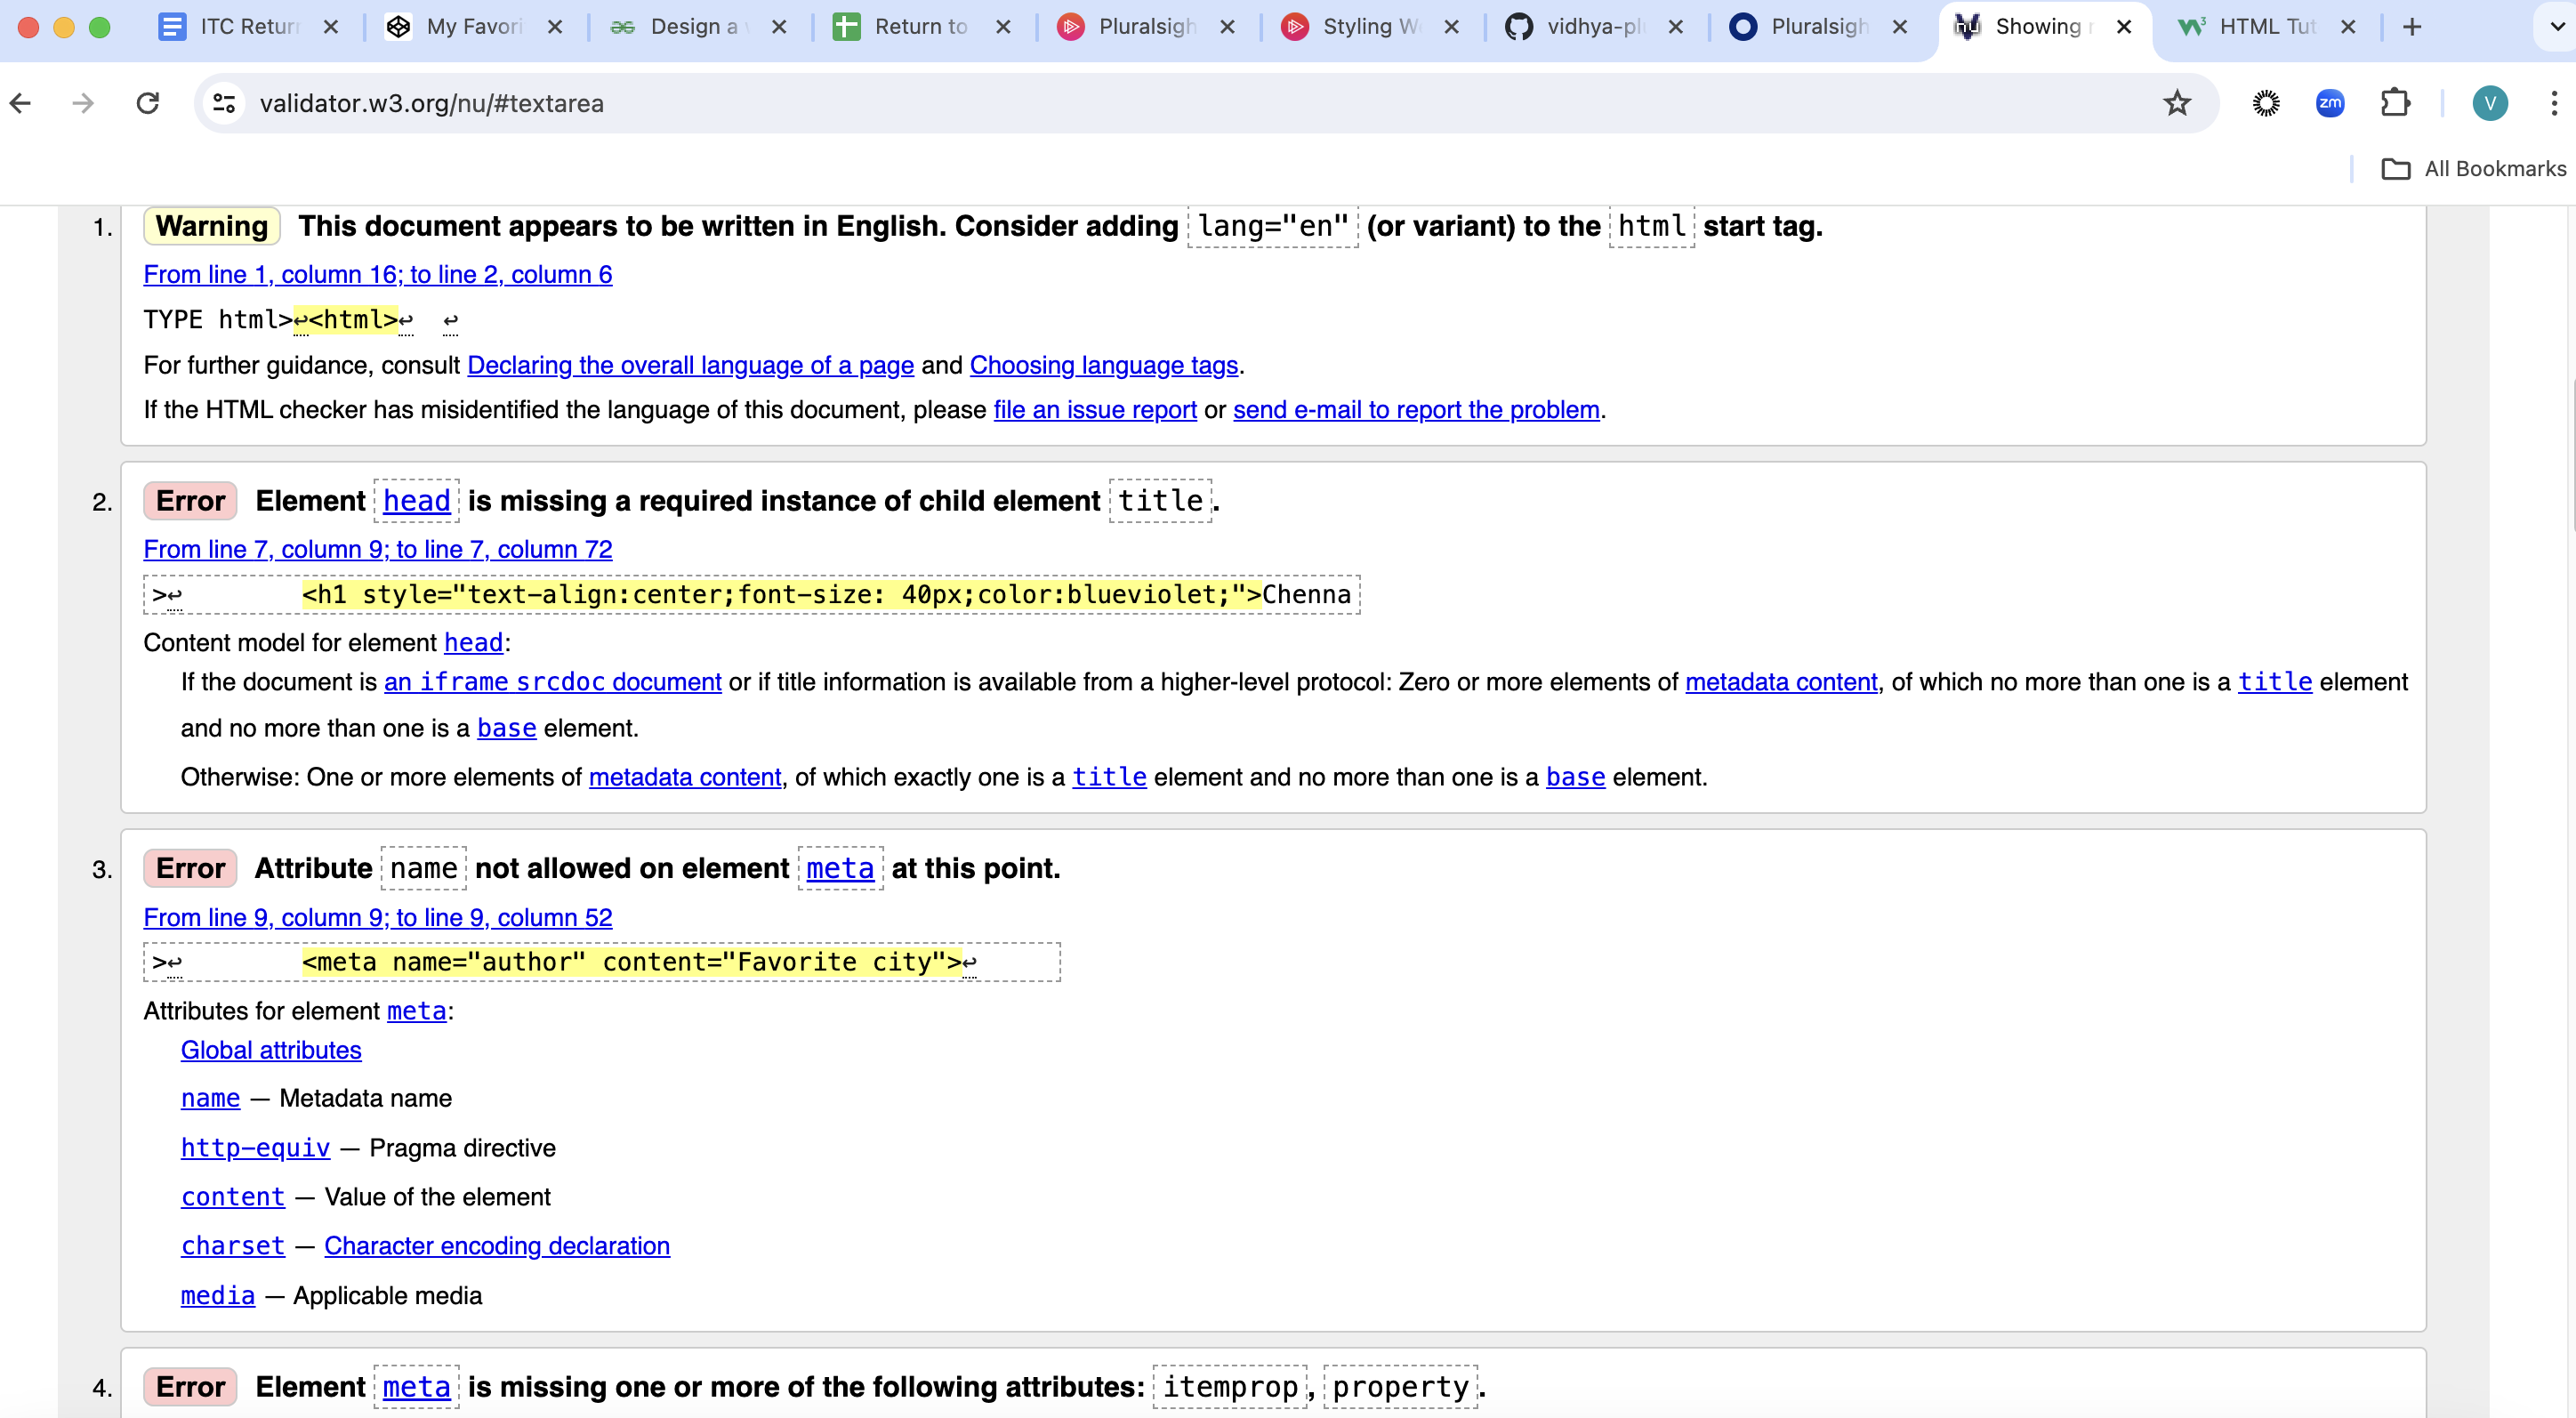 ITC Return
My Favori
Design a w
Return to
Pluralsigh
Styling We
vidhya-plu
Pluralsigh
Showing r
HTML Tut
validator.w3.org/nu/#textarea
zm
V
All Bookmarks
1. Warning This document appears to be written in English. Consider adding lang="en" (or variant) to the html start tag.
From line 1, column 16; to line 2, column 6
TYPE html>↩<html>↩ ↩
For further guidance, consult Declaring the overall language of a page and Choosing language tags.
If the HTML checker has misidentified the language of this document, please file an issue report or send e-mail to report the problem.
2. Error Element head is missing a required instance of child element title.
From line 7, column 9; to line 7, column 72
>↩ <h1 style="text-align:center;font-size: 40px;color:blueviolet;">Chenna
Content model for element head:
If the document is an iframe srcdoc document or if title information is available from a higher-level protocol: Zero or more elements of metadata content, of which no more than one is a title element
and no more than one is a base element.
Otherwise: One or more elements of metadata content, of which exactly one is a title element and no more than one is a base element.
3. Error Attribute name not allowed on element meta at this point.
From line 9, column 9; to line 9, column 52
>↩ <meta name="author" content="Favorite city">↩
Attributes for element meta:
Global attributes
name — Metadata name
http-equiv — Pragma directive
content — Value of the element
charset — Character encoding declaration
media — Applicable media
4. Error Element meta is missing one or more of the following attributes: itemprop, property.